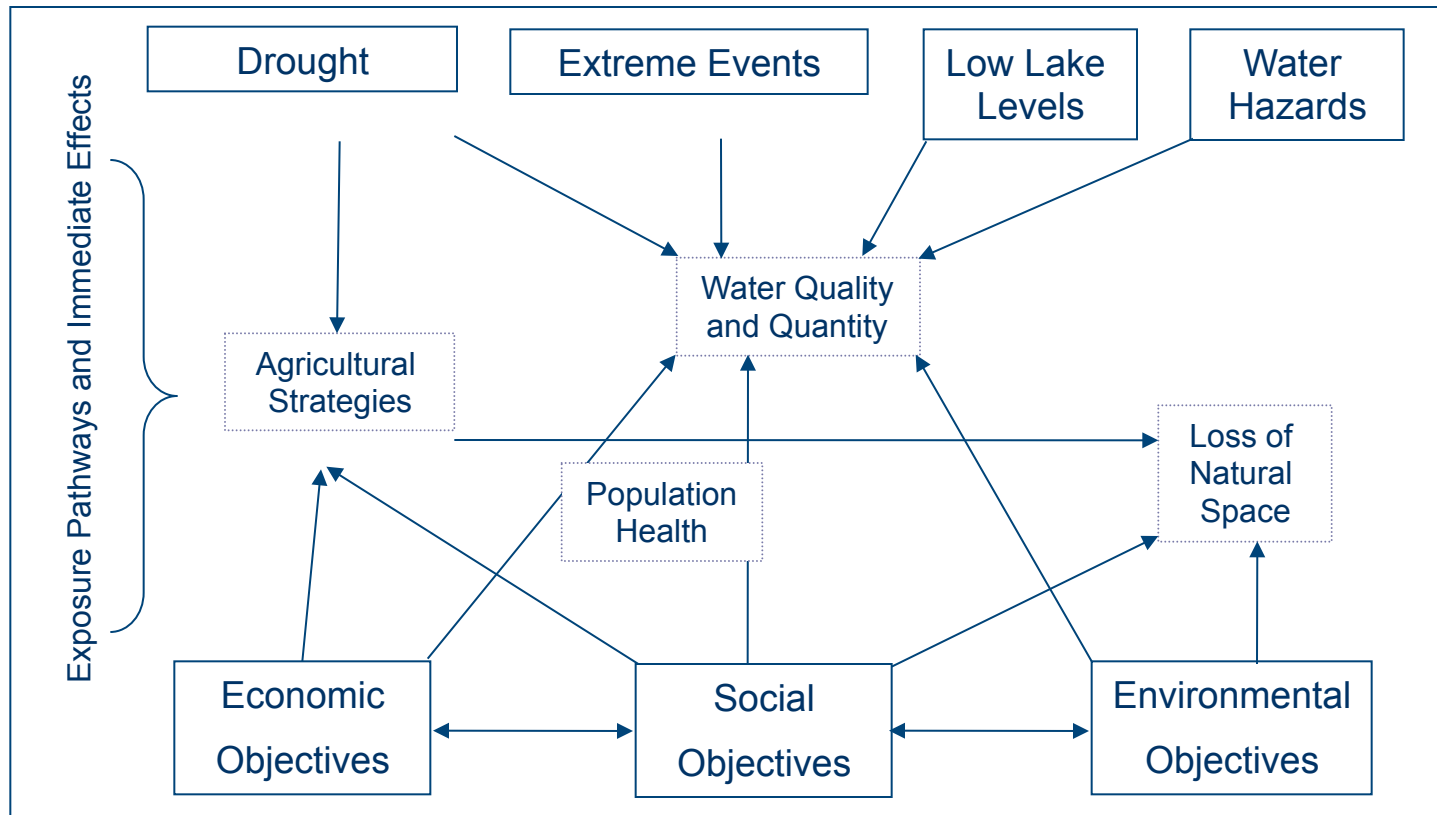 Drought
Extreme Events
Low Lake
Levels
Water
Hazards
Exposure Pathways and Immediate Effects
Water Quality
and Quantity
Agricultural
Strategies
Population
Health
Loss of
Natural
Space
Economic
Objectives
Social
Objectives
Environmental
Objectives